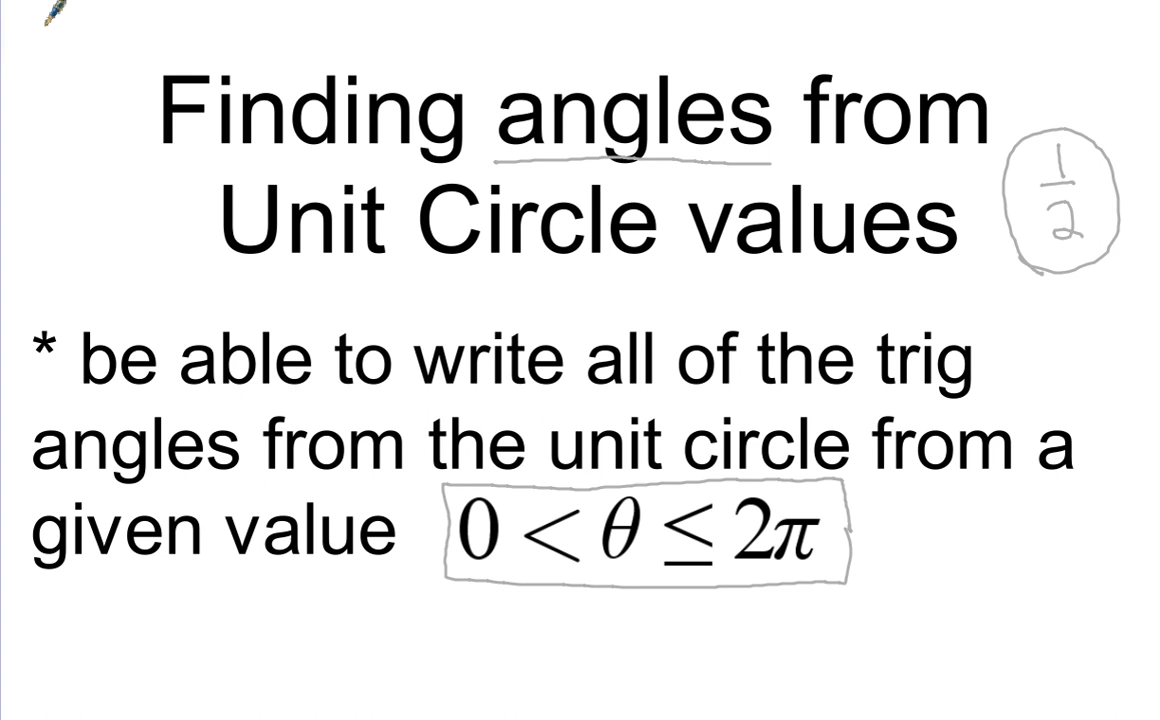 Finding angles from
Unit Circle values
1/2
* be able to write all of the trig
angles from the unit circle from a
given value 0 < θ ≤ 2π